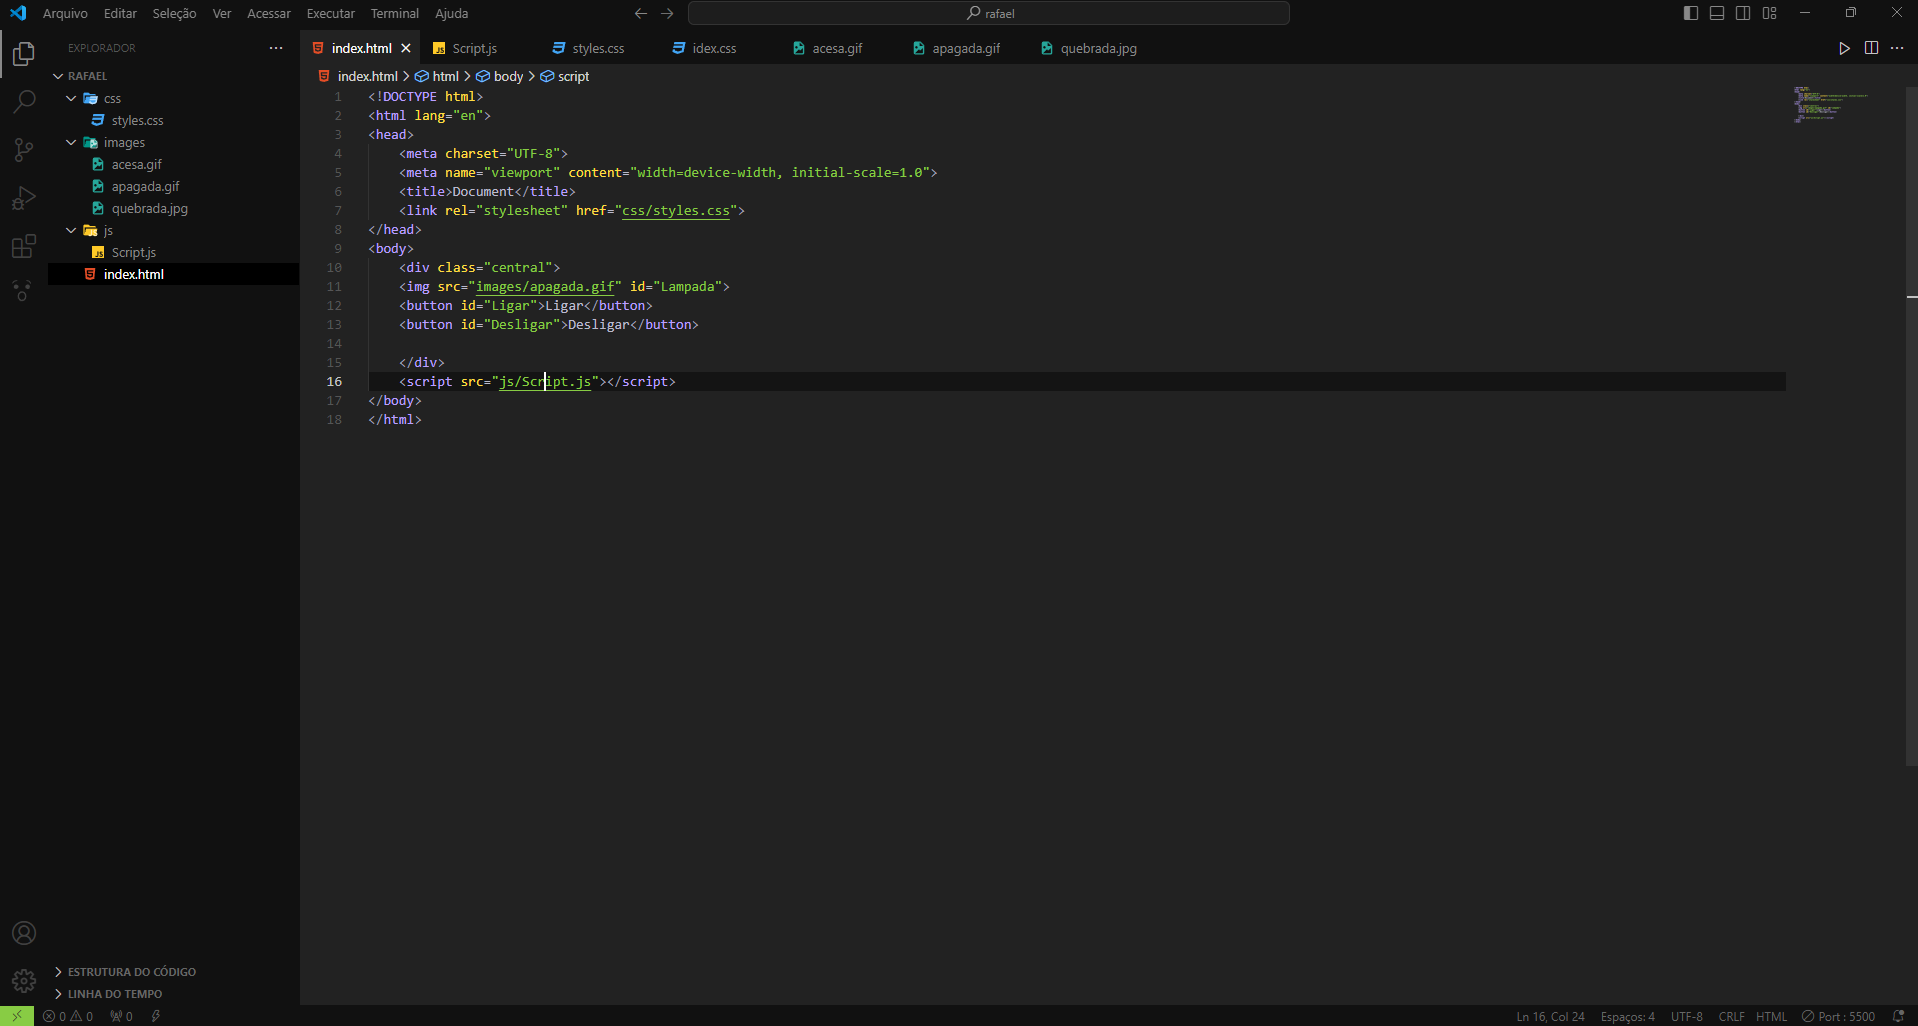 Arquivo Editar Seleção Ver Acessar Executar Terminal Ajuda rafael
EXPLORADOR
RAFAEL
css
styles.css
images
acesa.gif
apagada.gif
quebrada.jpg
js
Script.js
index.html
ESTRUTURA DO CÓDIGO
LINHA DO TEMPO
index.html Script.js styles.css idex.css acesa.gif apagada.gif quebrada.jpg
index.html > html > body > script
1 <!DOCTYPE html>
2 <html lang="en">
3 <head>
4     <meta charset="UTF-8">
5     <meta name="viewport" content="width=device-width, initial-scale=1.0">
6     <title>Document</title>
7     <link rel="stylesheet" href="css/styles.css">
8 </head>
9 <body>
10     <div class="central">
11     <img src="images/apagada.gif" id="Lampada">
12     <button id="Ligar">Ligar</button>
13     <button id="Desligar">Desligar</button>
14
15     </div>
16     <script src="js/Script.js"></script>
17 </body>
18 </html>
0 0 0 Ln 16, Col 24 Espaços: 4 UTF-8 CRLF HTML Port : 5500